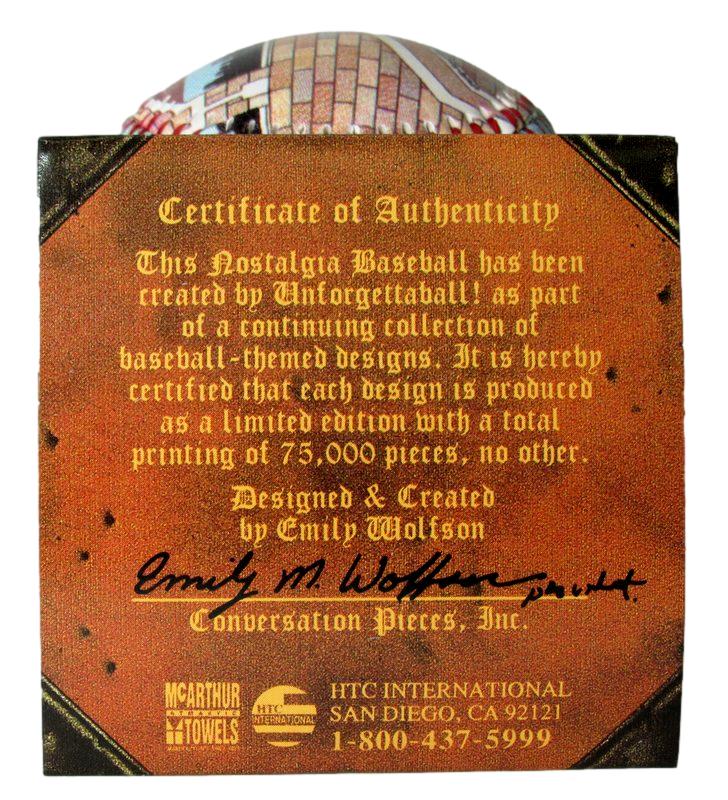 Certificate of Authenticity
This Nostalgia Baseball has been
created by Unforgettaball! as part
of a continuing collection of
baseball-themed designs. It is hereby
certified that each design is produced
as a limited edition with a total
printing of 75,000 pieces, no other.
Designed & Created
by Emily Wolfson
Emily M. Wolfson
Conversation Pieces, Inc.
McARTHUR
ATHLETIC
TOWELS
HTC
INTERNATIONAL
HTC INTERNATIONAL
SAN DIEGO, CA 92121
1-800-437-5999